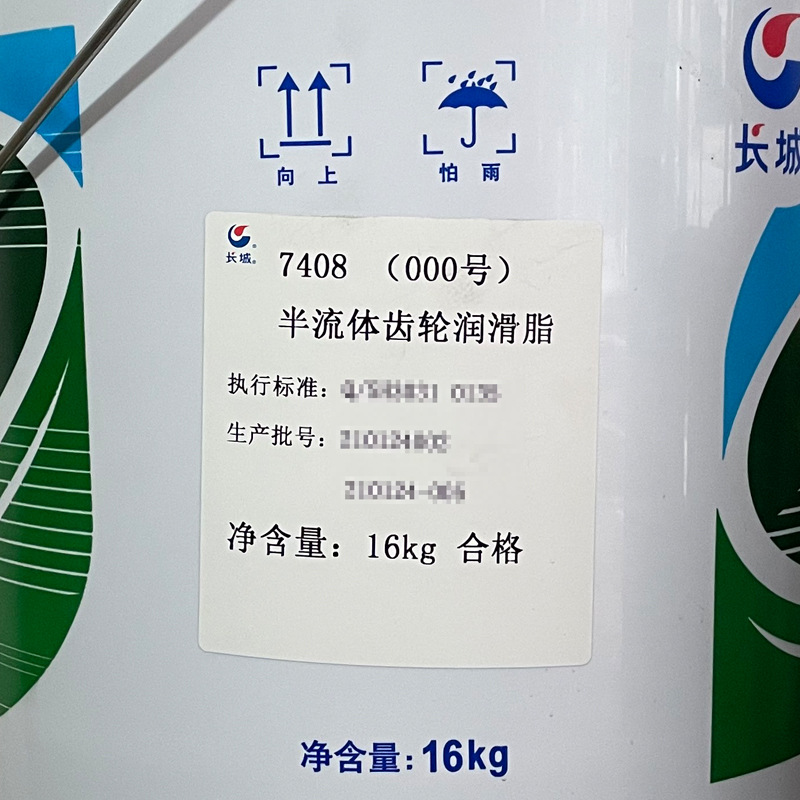 向上
怕雨
长城
长城®
7408 （000号）
半流体齿轮润滑脂
执行标准：
生产批号：
净含量：16kg 合格
净含量：16kg